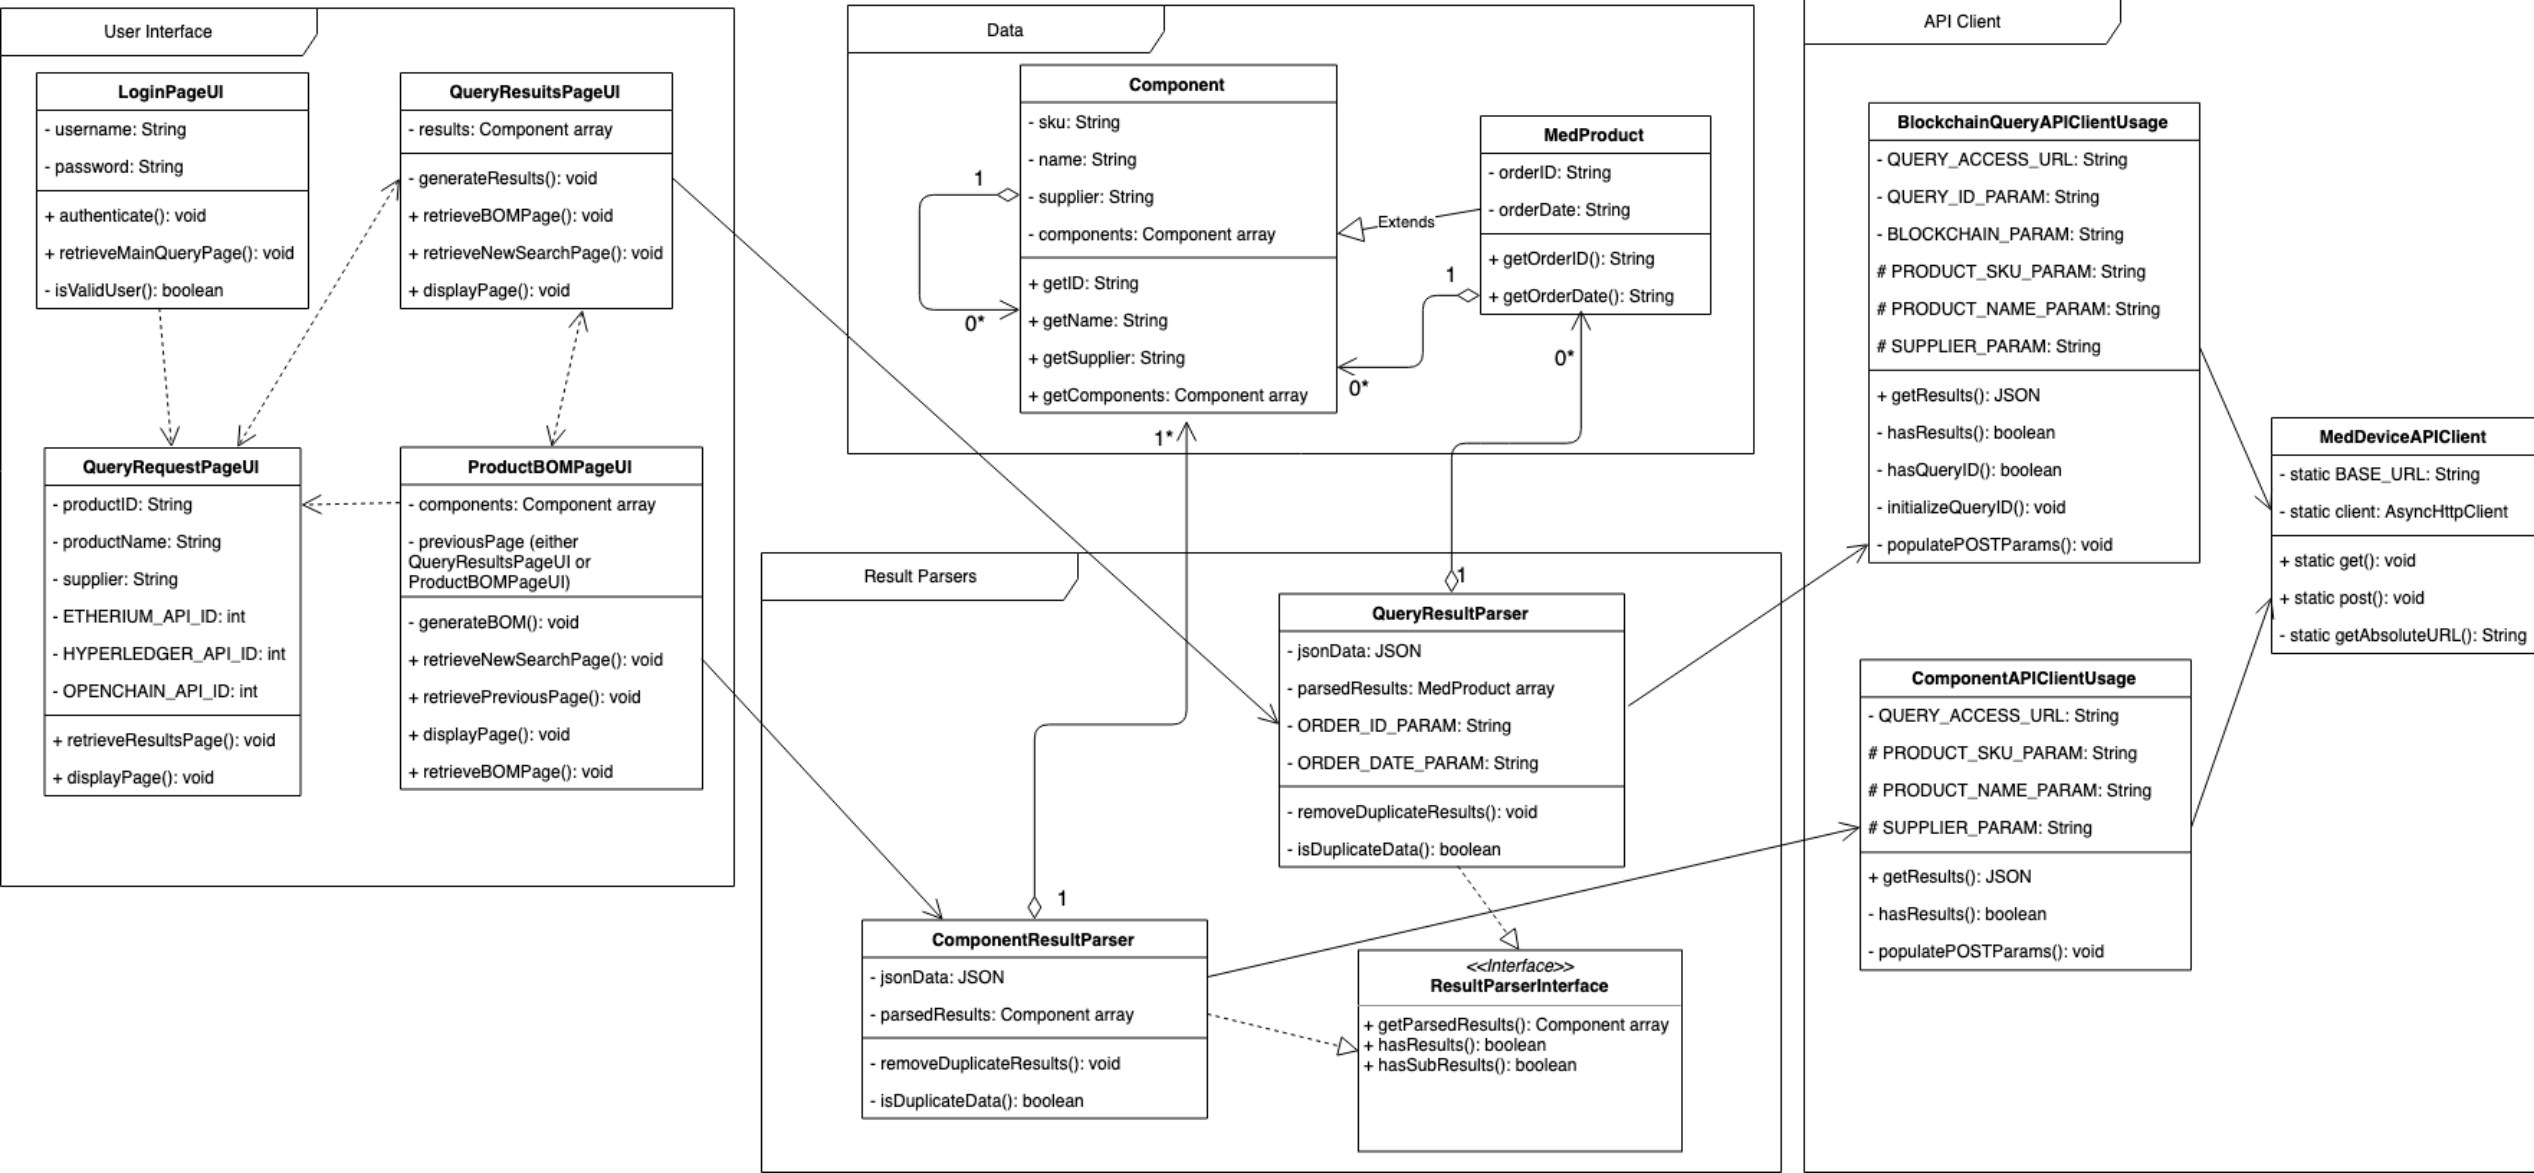 User Interface
LoginPageUI
- username: String
- password: String
+ authenticate(): void
+ retrieveMainQueryPage(): void
- isValidUser(): boolean
QueryResuitsPageUI
- results: Component array
- generateResults(): void
+ retrieveBOMPage(): void
+ retrieveNewSearchPage(): void
+ displayPage(): void
QueryRequestPageUI
- productID: String
- productName: String
- supplier: String
- ETHERIUM_API_ID: int
- HYPERLEDGER_API_ID: int
- OPENCHAIN_API_ID: int
+ retrieveResultsPage(): void
+ displayPage(): void
ProductBOMPageUI
- components: Component array
- previousPage (either
QueryResultsPageUI or
ProductBOMPageUI)
- generateBOM(): void
+ retrieveNewSearchPage(): void
+ retrievePreviousPage(): void
+ displayPage(): void
+ retrieveBOMPage(): void
Data
Component
- sku: String
- name: String
- supplier: String
- components: Component array
+ getID: String
+ getName: String
+ getSupplier: String
+ getComponents: Component array
1
0*
Extends
MedProduct
- orderID: String
- orderDate: String
+ getOrderID(): String
+ getOrderDate(): String
1
0*
0*
1*
Result Parsers
1
QueryResultParser
- jsonData: JSON
- parsedResults: MedProduct array
- ORDER_ID_PARAM: String
- ORDER_DATE_PARAM: String
- removeDuplicateResults(): void
- isDuplicateData(): boolean
1
ComponentResultParser
- jsonData: JSON
- parsedResults: Component array
- removeDuplicateResults(): void
- isDuplicateData(): boolean
<<Interface>>
ResultParserInterface
+ getParsedResults(): Component array
+ hasResults(): boolean
+ hasSubResults(): boolean
API Client
BlockchainQueryAPIClientUsage
- QUERY_ACCESS_URL: String
- QUERY_ID_PARAM: String
- BLOCKCHAIN_PARAM: String
# PRODUCT_SKU_PARAM: String
# PRODUCT_NAME_PARAM: String
# SUPPLIER_PARAM: String
+ getResults(): JSON
- hasResults(): boolean
- hasQueryID(): boolean
- initializeQueryID(): void
- populatePOSTParams(): void
MedDeviceAPIClient
- static BASE_URL: String
- static client: AsyncHttpClient
+ static get(): void
+ static post(): void
- static getAbsoluteURL(): String
ComponentAPIClientUsage
- QUERY_ACCESS_URL: String
# PRODUCT_SKU_PARAM: String
# PRODUCT_NAME_PARAM: String
# SUPPLIER_PARAM: String
+ getResults(): JSON
- hasResults(): boolean
- populatePOSTParams(): void